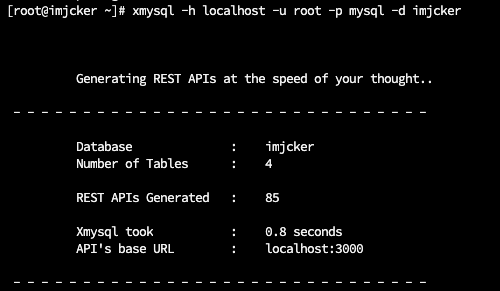 [root@imjcker ~]# xmysql -h localhost -u root -p mysql -d imjcker
Generating REST APIs at the speed of your thought..
- - - - - - - - - - - - - - - - - - - - - - - - - - - - - -
Database : imjcker
Number of Tables : 4
REST APIs Generated : 85
Xmysql took : 0.8 seconds
API's base URL : localhost:3000
- - - - - - - - - - - - - - - - - - - - - - - - - - - - - -